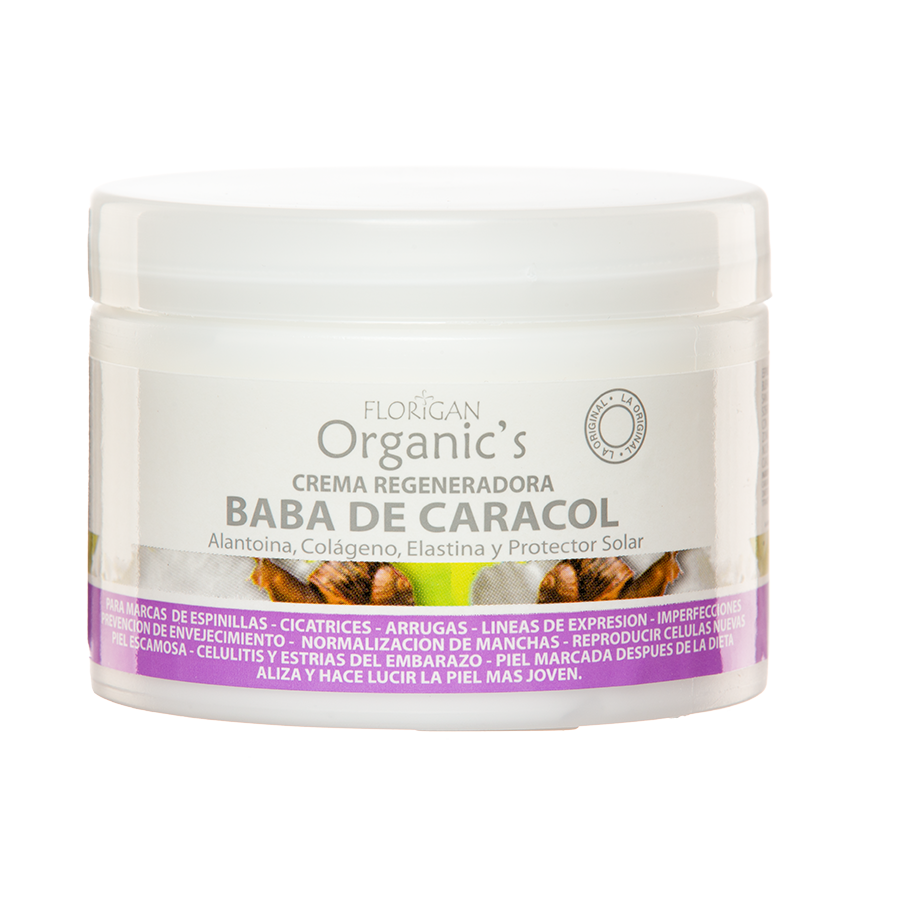 FLORIGAN
Organic's
LA ORIGINAL • LA ORIGINAL •
CREMA REGENERADORA
BABA DE CARACOL
Alantoina, Colágeno, Elastina y Protector Solar
PARA MARCAS DE ESPINILLAS - CICATRICES - ARRUGAS - LINEAS DE EXPRESION - IMPERFECCIONES
PREVENCION DE ENVEJECIMIENTO - NORMALIZACION DE MANCHAS - REPRODUCIR CELULAS NUEVAS
PIEL ESCAMOSA - CELULITIS Y ESTRIAS DEL EMBARAZO - PIEL MARCADA DESPUES DE LA DIETA
ALIZA Y HACE LUCIR LA PIEL MAS JOVEN.